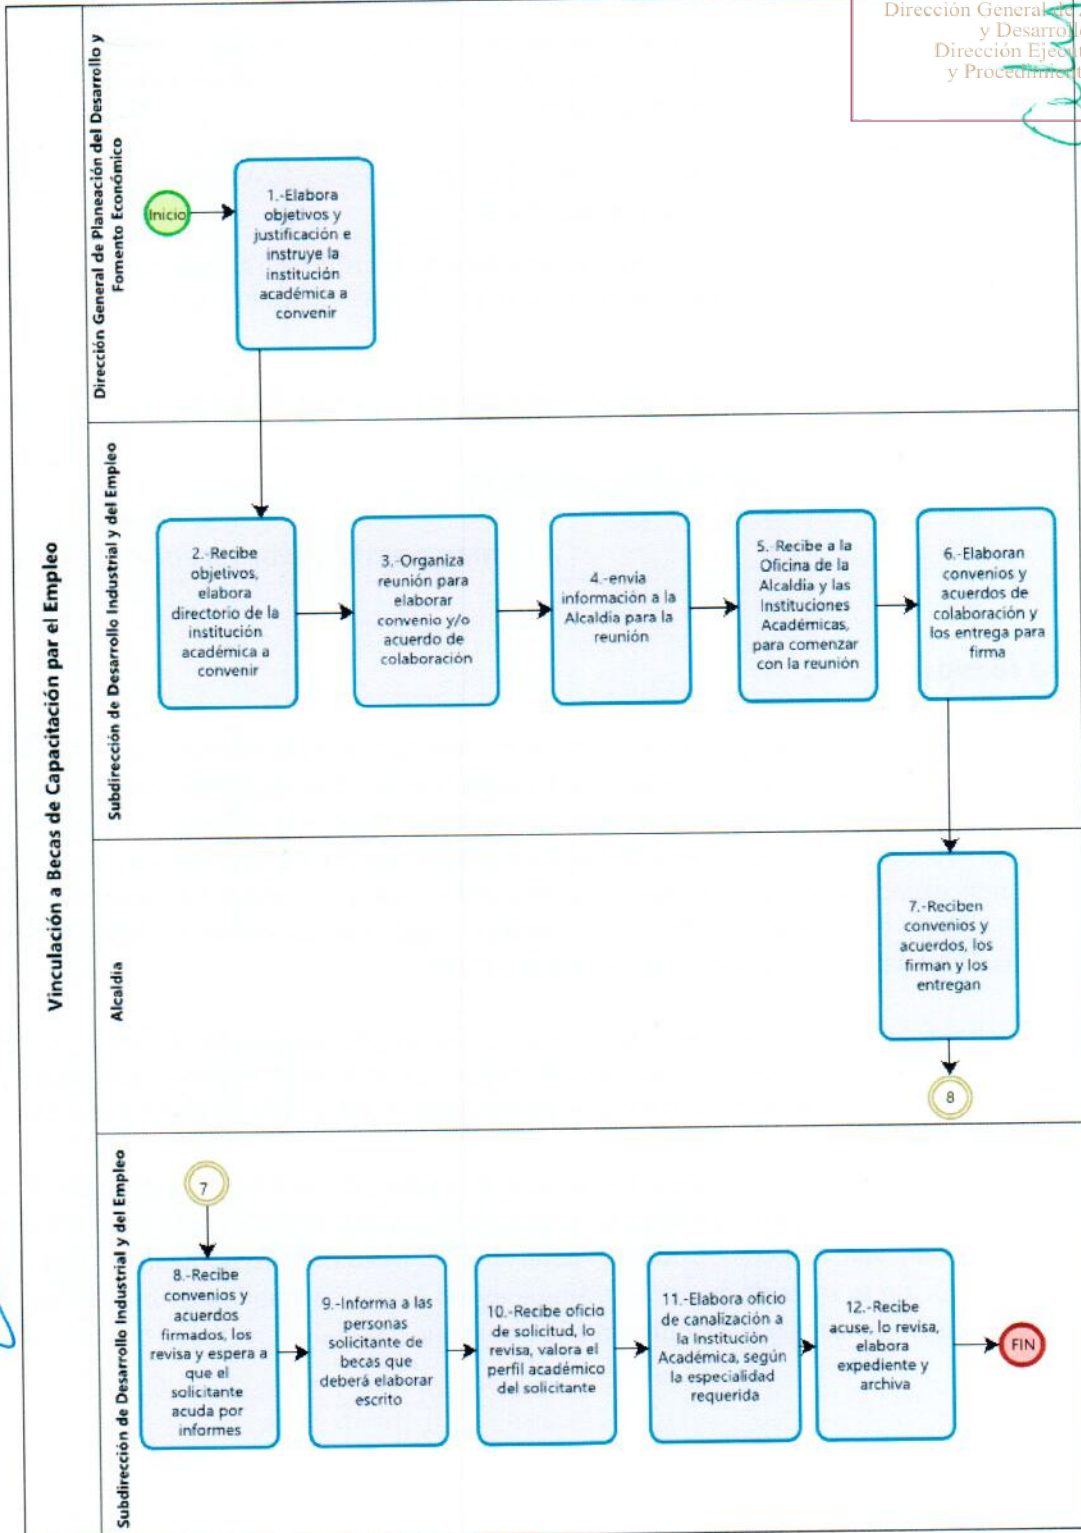 Dirección General de
y Desarrollo
Dirección
y Procedimient
Vinculación a Becas de Capacitación par el Empleo
Dirección General de Planeación del Desarrollo y
Fomento Económico
Inicio
1.-Elabora
objetivos y
justificación e
instruye la
institución
académica a
convenir
Subdirección de Desarrollo Industrial y del Empleo
2.-Recibe
objetivos,
elabora
directorio de la
institución
académica a
convenir
3.-Organiza
reunión para
elaborar
convenio y/o
acuerdo de
colaboración
4.-envía
información a la
Alcaldía para la
reunión
5.-Recibe a la
Oficina de la
Alcaldía y las
Instituciones
Académicas,
para comenzar
con la reunión
6.-Elaboran
convenios y
acuerdos de
colaboración y
los entrega para
firma
Alcaldía
7.-Reciben
convenios y
acuerdos, los
firman y los
entregan
8
Subdirección de Desarrollo Industrial y del Empleo
7
8.-Recibe
convenios y
acuerdos
firmados, los
revisa y espera a
que el
solicitante
acuda por
informes
9.-Informa a las
personas
solicitante de
becas que
deberá elaborar
escrito
10.-Recibe oficio
de solicitud, lo
revisa, valora el
perfil académico
del solicitante
11.-Elabora oficio
de canalización a
la Institución
Académica, según
la especialidad
requerida
12.-Recibe
acuse, lo revisa,
elabora
expediente y
archiva
FIN